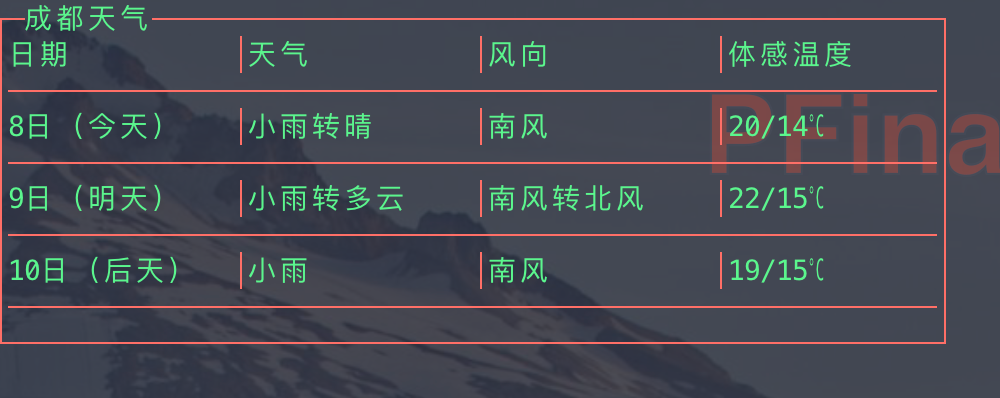 成都天气
日期 天气 风向 体感温度
8日（今天） 小雨转晴 南风 20/14℃
9日（明天） 小雨转多云 南风转北风 22/15℃
10日（后天） 小雨 南风 19/15℃
PFina